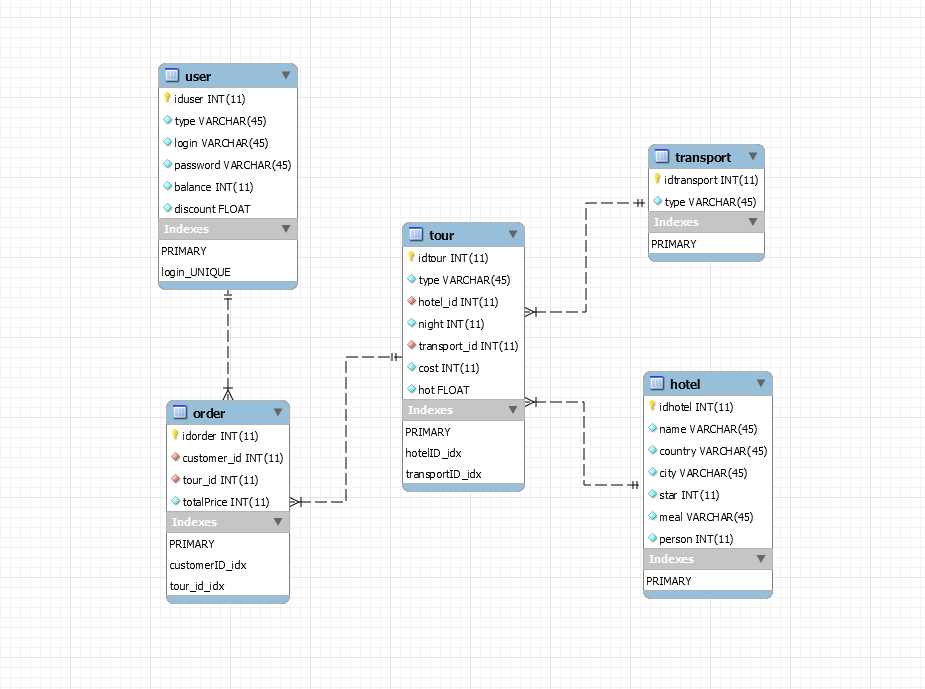 user
iduser INT(11)
type VARCHAR(45)
login VARCHAR(45)
password VARCHAR(45)
balance INT(11)
discount FLOAT
Indexes
PRIMARY
login_UNIQUE
order
idorder INT(11)
customer_id INT(11)
tour_id INT(11)
totalPrice INT(11)
Indexes
PRIMARY
customerID_idx
tour_id_idx
tour
idtour INT(11)
type VARCHAR(45)
hotel_id INT(11)
night INT(11)
transport_id INT(11)
cost INT(11)
hot FLOAT
Indexes
PRIMARY
hotelID_idx
transportID_idx
transport
idtransport INT(11)
type VARCHAR(45)
Indexes
PRIMARY
hotel
idhotel INT(11)
name VARCHAR(45)
country VARCHAR(45)
city VARCHAR(45)
star INT(11)
meal VARCHAR(45)
person INT(11)
Indexes
PRIMARY